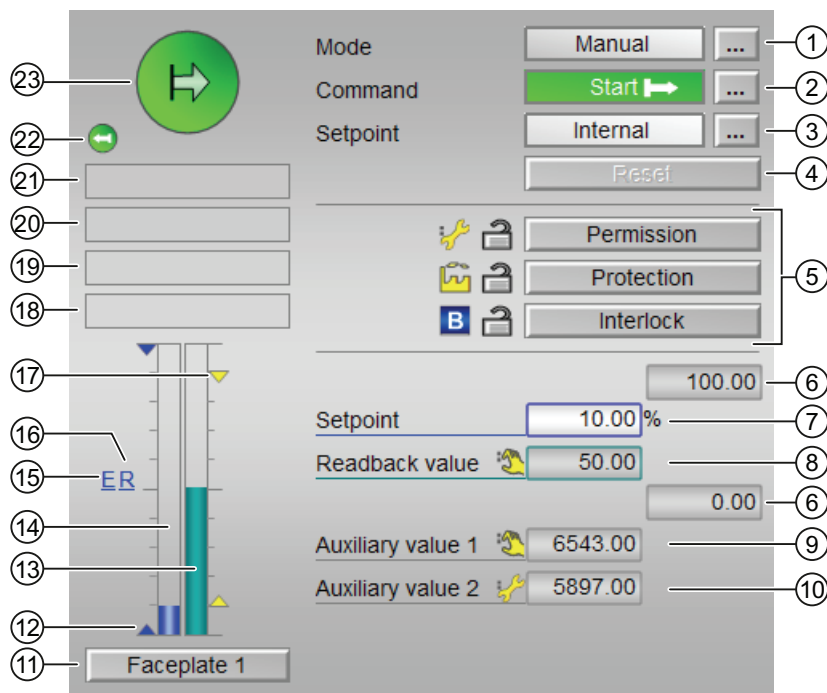 Mode Manual ... 1
Command Start ... 2
Setpoint Internal ... 3
Reset 4
23
22
21
20
19
18
Permission
Protection 5
B Interlock
17
100.00 6
Setpoint 10.00 % 7
16
Readback value 50.00 8
15 E R
0.00 6
14
Auxiliary value 1 6543.00 9
13
Auxiliary value 2 5897.00 10
12
11 Faceplate 1